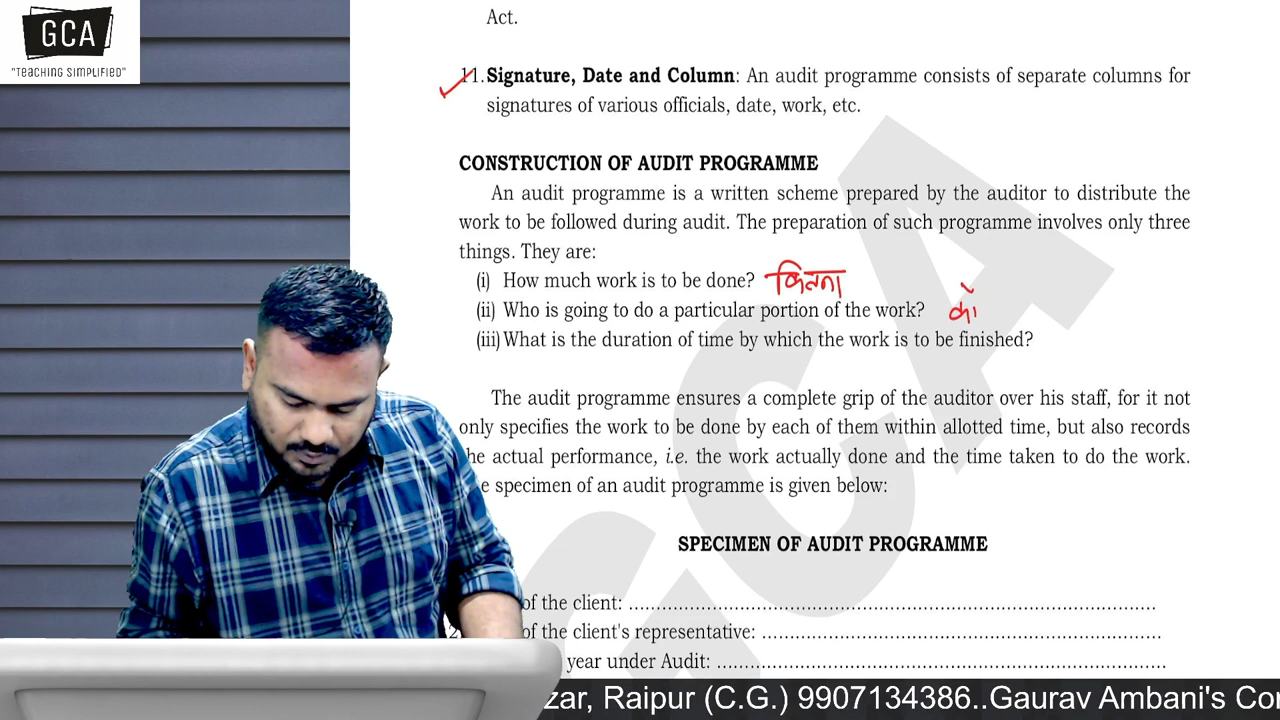 GCA
"TEACHING SIMPLIFIED"
Act.
11. Signature, Date and Column: An audit programme consists of separate columns for
signatures of various officials, date, work, etc.
CONSTRUCTION OF AUDIT PROGRAMME
An audit programme is a written scheme prepared by the auditor to distribute the
work to be followed during audit. The preparation of such programme involves only three
things. They are:
(i) How much work is to be done? कितना
(ii) Who is going to do a particular portion of the work?
(iii) What is the duration of time by which the work is to be finished?
The audit programme ensures a complete grip of the auditor over his staff, for it not
only specifies the work to be done by each of them within allotted time, but also records
he actual performance, i.e. the work actually done and the time taken to do the work.
e specimen of an audit programme is given below:
SPECIMEN OF AUDIT PROGRAMME
of the client: ................................................
2 of the client's representative: ................................................
year under Audit: ................................................
GCA
zar, Raipur (C.G.) 9907134386..Gaurav Ambani's Co